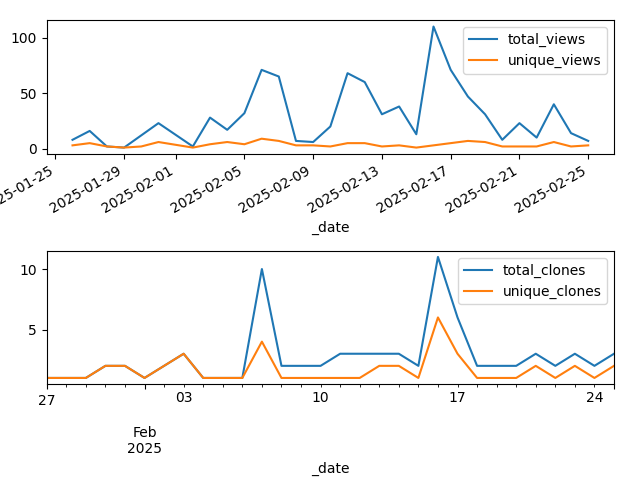 total_views
unique_views
100
50
0
25-01-25
2025-01-29
2025-02-01
2025-02-05
2025-02-09
2025-02-13
2025-02-17
2025-02-21
2025-02-25
_date
total_clones
unique_clones
10
5
27
03
10
17
24
Feb
2025
_date